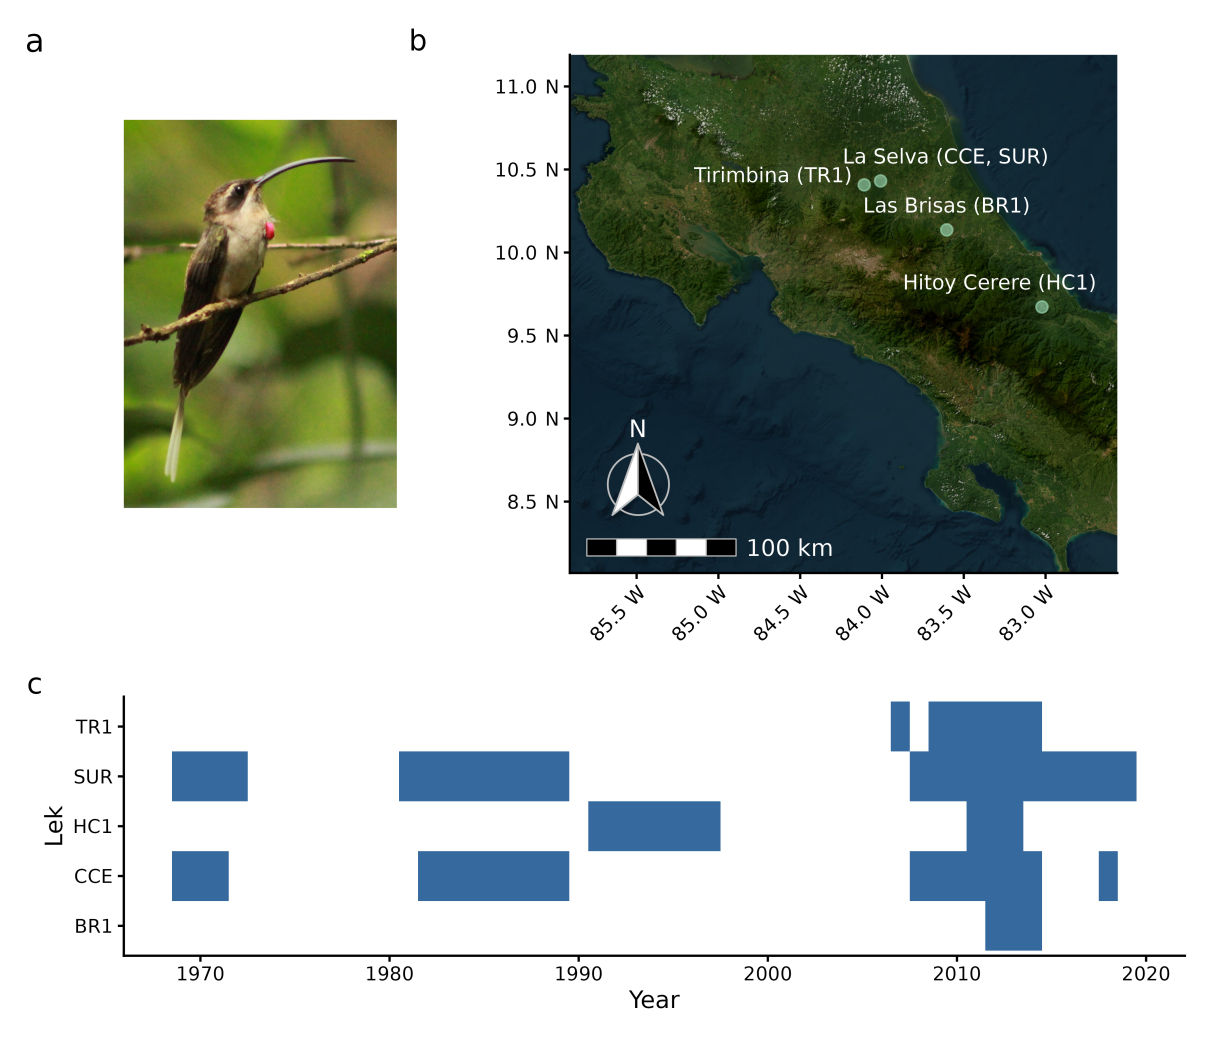 a
b
11.0 N
10.5 N
10.0 N
9.5 N
9.0 N
8.5 N
La Selva (CCE, SUR)
Tirimbina (TR1)
Las Brisas (BR1)
Hitoy Cerere (HC1)
N
100 km
85.5 W
85.0 W
84.5 W
84.0 W
83.5 W
83.0 W
c
Lek
TR1
SUR
HC1
CCE
BR1
1970 1980 1990 2000 2010 2020
Year